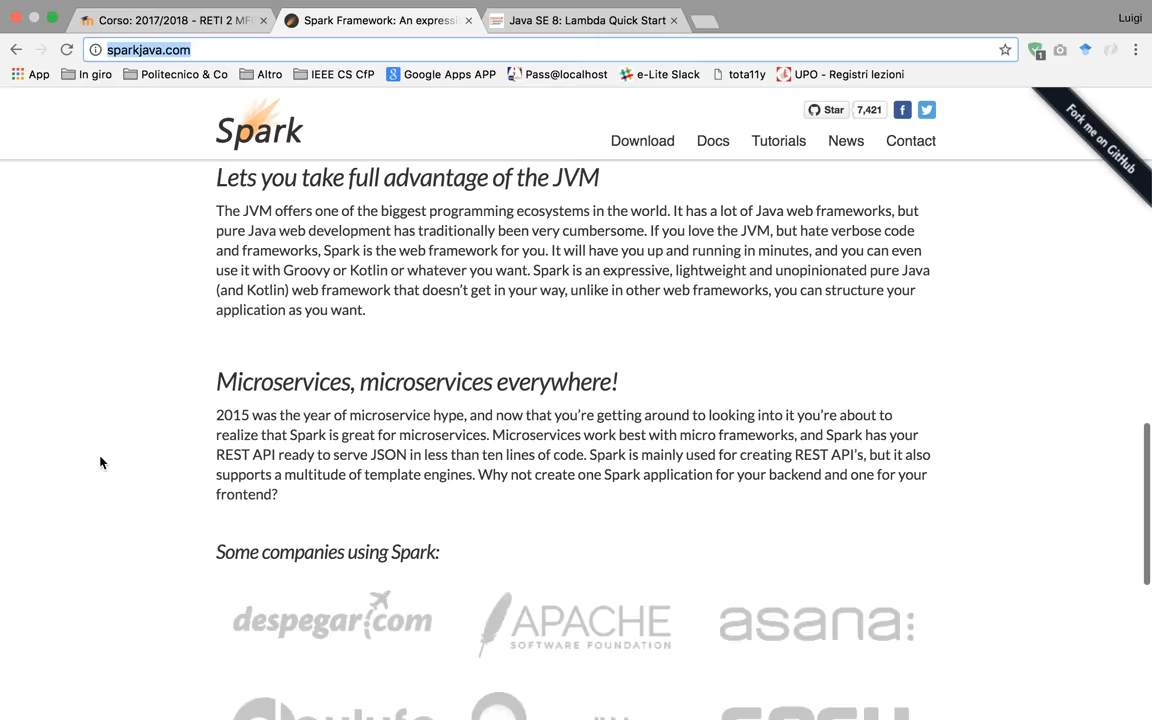 Luigi
Corso: 2017/2018 - RETI 2 MF
Spark Framework: An expressi
Java SE 8: Lambda Quick Start
sparkjava.com
App In giro Politecnico & Co Altro IEEE CS CfP Google Apps APP Pass@localhost e-Lite Slack tota11y UPO - Registri lezioni
Spark
Star 7,421
Download Docs Tutorials News Contact
Fork me on GitHub
Lets you take full advantage of the JVM
The JVM offers one of the biggest programming ecosystems in the world. It has a lot of Java web frameworks, but
pure Java web development has traditionally been very cumbersome. If you love the JVM, but hate verbose code
and frameworks, Spark is the web framework for you. It will have you up and running in minutes, and you can even
use it with Groovy or Kotlin or whatever you want. Spark is an expressive, lightweight and unopinionated pure Java
(and Kotlin) web framework that doesn't get in your way, unlike in other web frameworks, you can structure your
application as you want.
Microservices, microservices everywhere!
2015 was the year of microservice hype, and now that you're getting around to looking into it you're about to
realize that Spark is great for microservices. Microservices work best with micro frameworks, and Spark has your
REST API ready to serve JSON in less than ten lines of code. Spark is mainly used for creating REST API's, but it also
supports a multitude of template engines. Why not create one Spark application for your backend and one for your
frontend?
Some companies using Spark:
despegar.com
APACHE
SOFTWARE FOUNDATION
asana: